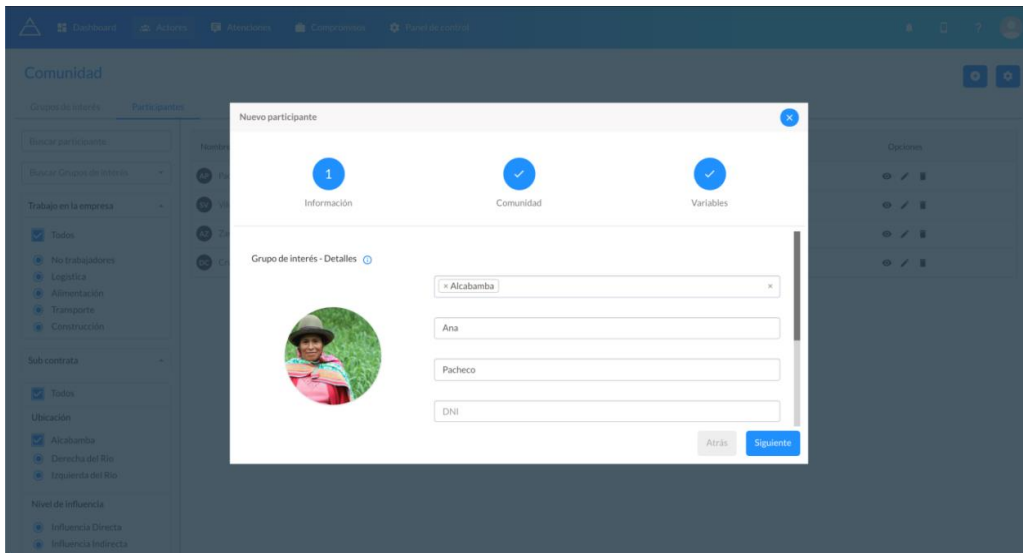 Dashboard
Actores
Atenciones
Compromisos
Panel de control
?
Comunidad
Grupos de interés
Participantes
Buscar participante
Buscar Grupos de interés
Trabajo en la empresa
Todos
No trabajadores
Logística
Alimentación
Transporte
Construcción
Sub contrata
Todos
Ubicación
Alcabamba
Derecha del Río
Izquierda del Río
Nivel de influencia
Influencia Directa
Influencia Indirecta
Opciones
Nuevo participante
1
Información
Comunidad
Variables
Grupo de interés - Detalles
× Alcabamba ×
Ana
Pacheco
DNI
Atrás
Siguiente